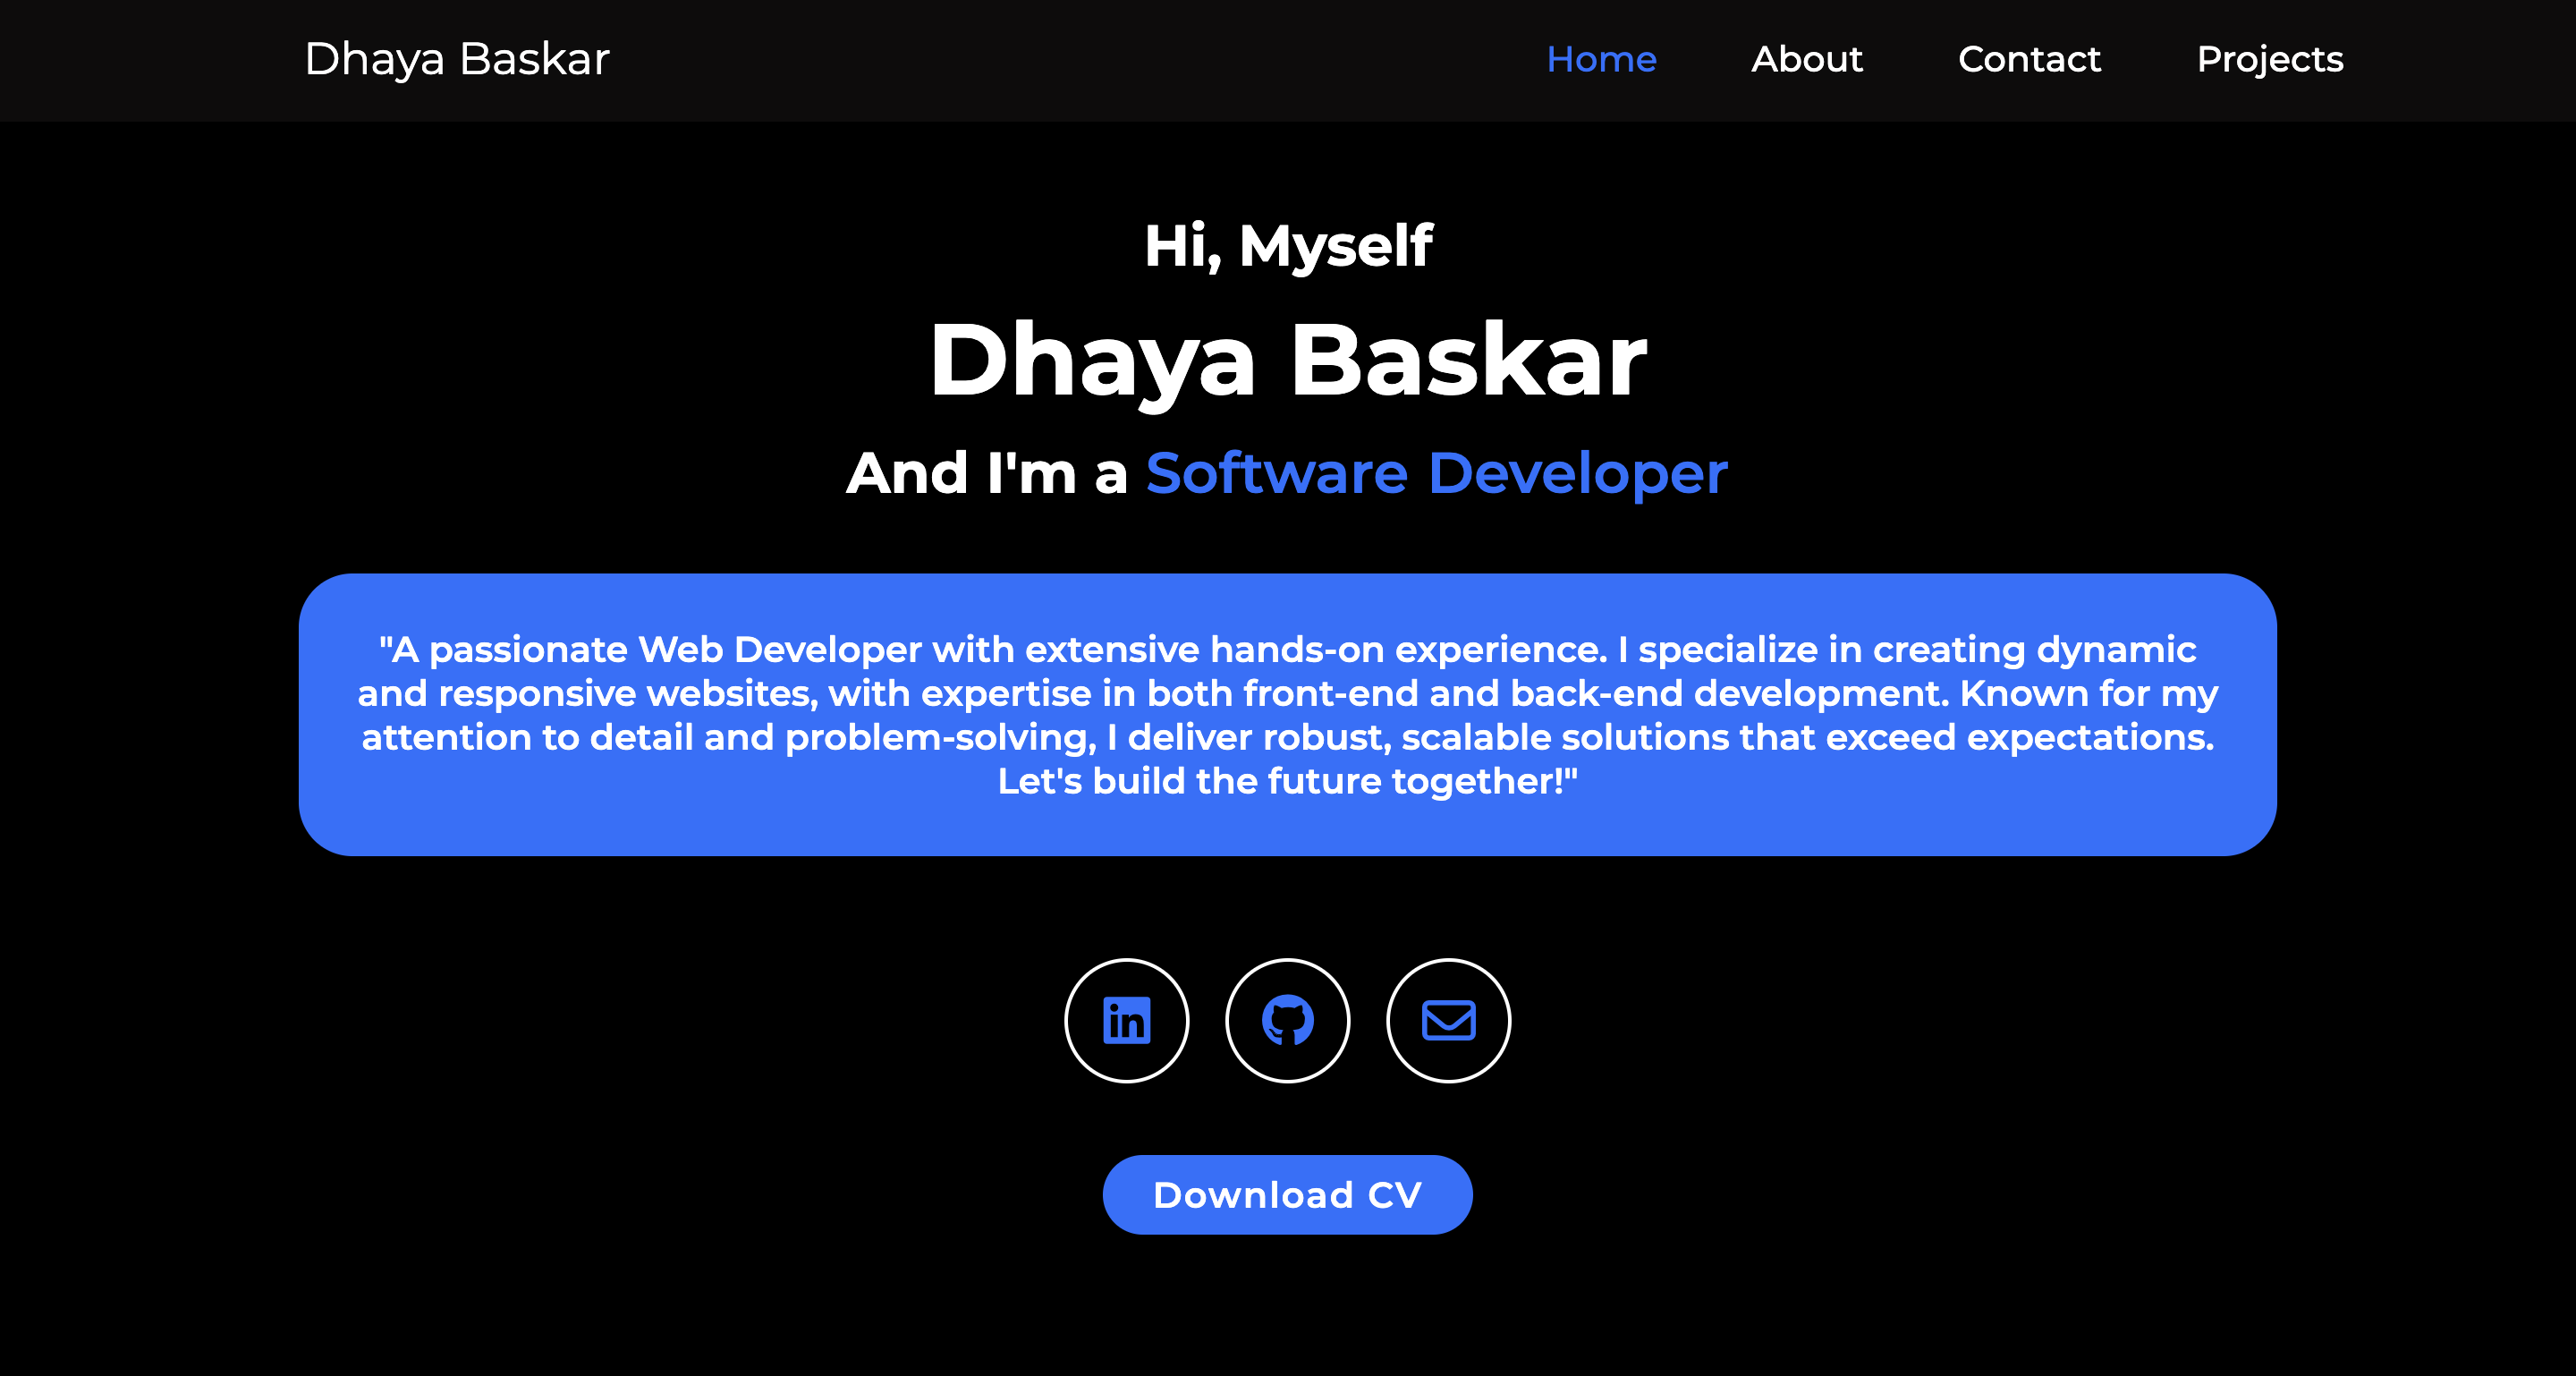 Dhaya Baskar
Home About Contact Projects
Hi, Myself
Dhaya Baskar
And I'm a Software Developer
"A passionate Web Developer with extensive hands-on experience. I specialize in creating dynamic
and responsive websites, with expertise in both front-end and back-end development. Known for my
attention to detail and problem-solving, I deliver robust, scalable solutions that exceed expectations.
Let's build the future together!"
in
Download CV